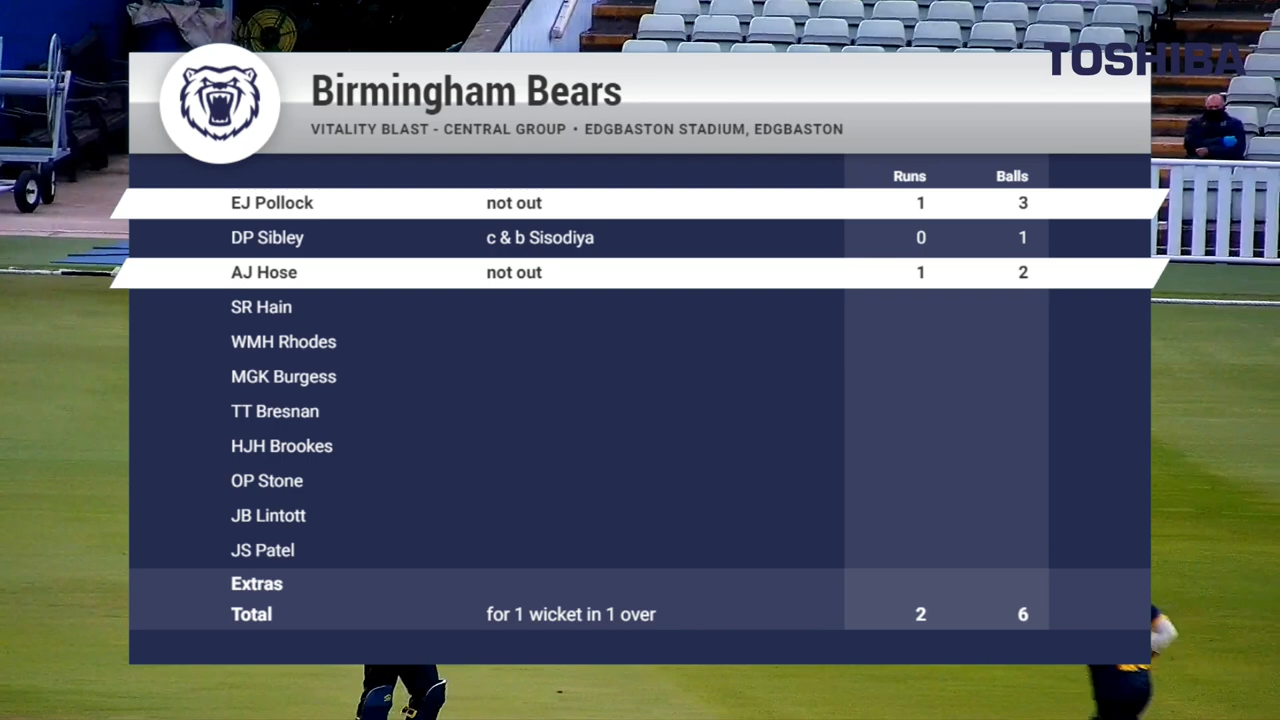 TOSHIBA
Birmingham Bears
VITALITY BLAST - CENTRAL GROUP • EDGBASTON STADIUM, EDGBASTON
Runs Balls
EJ Pollock not out 1 3
DP Sibley c & b Sisodiya 0 1
AJ Hose not out 1 2
SR Hain
WMH Rhodes
MGK Burgess
TT Bresnan
HJH Brookes
OP Stone
JB Lintott
JS Patel
Extras
Total for 1 wicket in 1 over 2 6